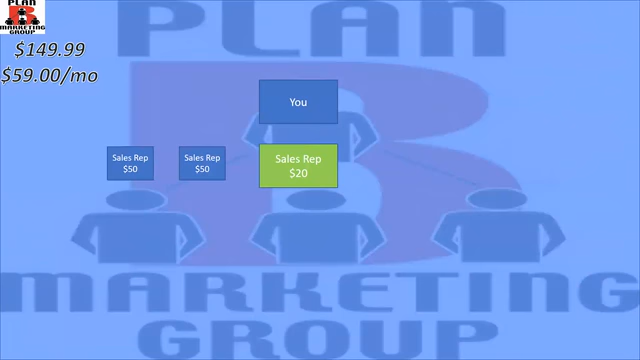 PLAN
B
MARKETING
GROUP
$149.99
$59.00/mo
You
Sales Rep
$50
Sales Rep
$50
Sales Rep
$20
PLAN
B
MARKETING
GROUP